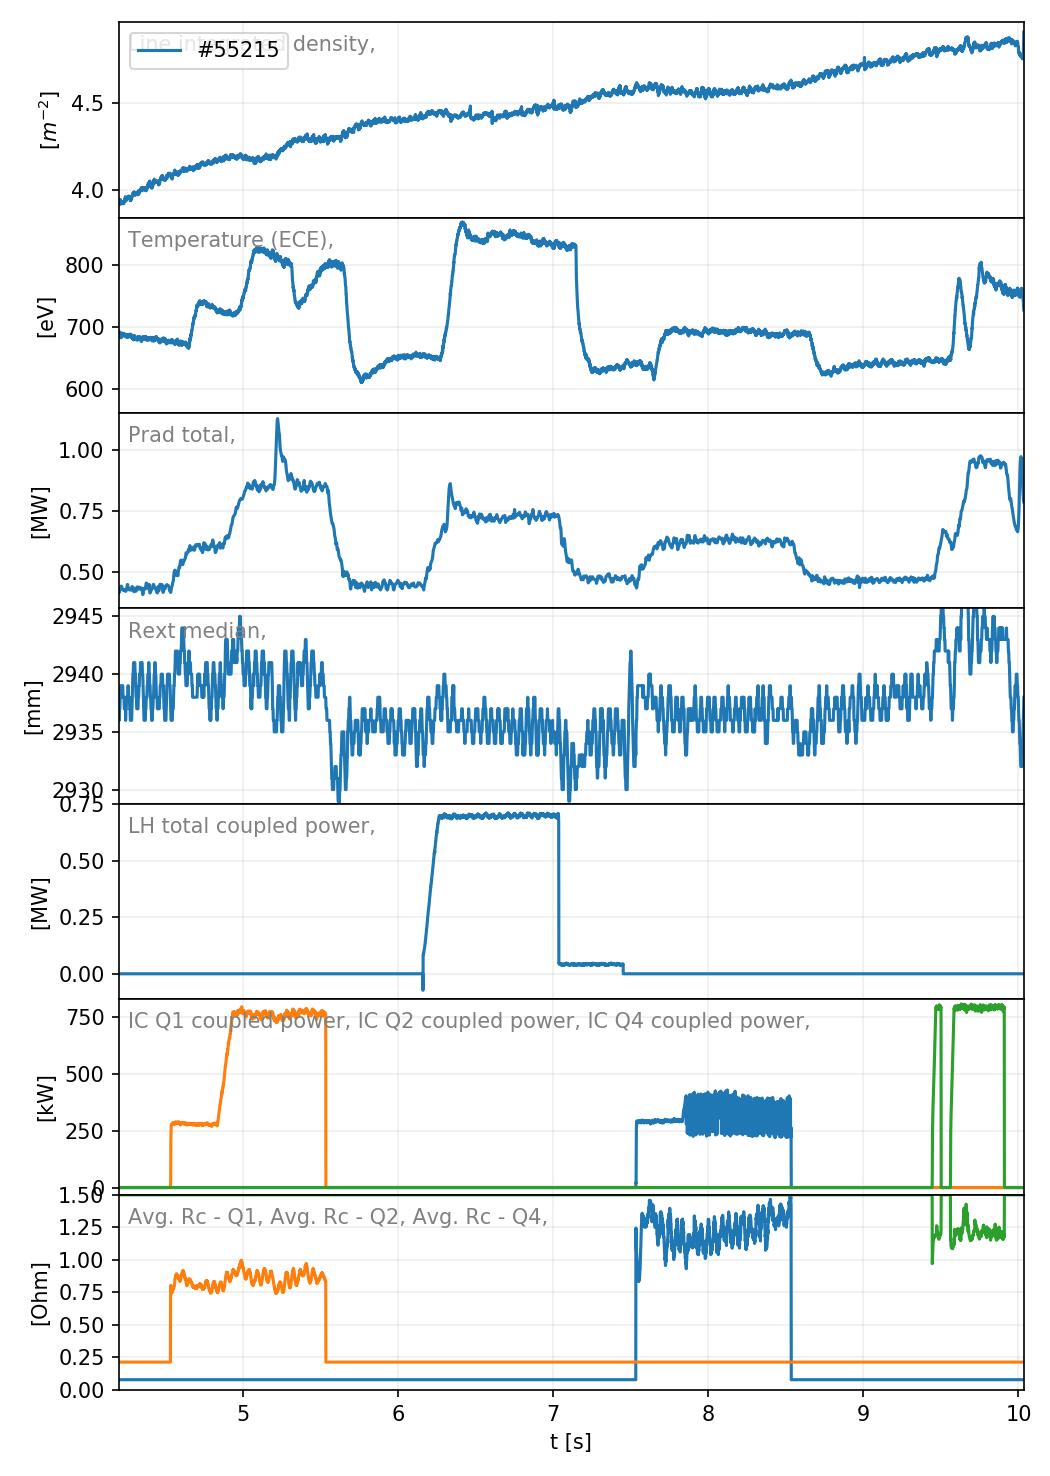 Line integrated density,
#55215
[m⁻²]
4.5
4.0
Temperature (ECE),
[eV]
800
700
600
Prad total,
[MW]
1.00
0.75
0.50
Rext median,
[mm]
2945
2940
2935
2930
LH total coupled power,
[MW]
0.75
0.50
0.25
0.00
IC Q1 coupled power, IC Q2 coupled power, IC Q4 coupled power,
[kW]
750
500
250
0
Avg. Rc - Q1, Avg. Rc - Q2, Avg. Rc - Q4,
[Ohm]
1.50
1.25
1.00
0.75
0.50
0.25
0.00
5 6 7 8 9 10
t [s]